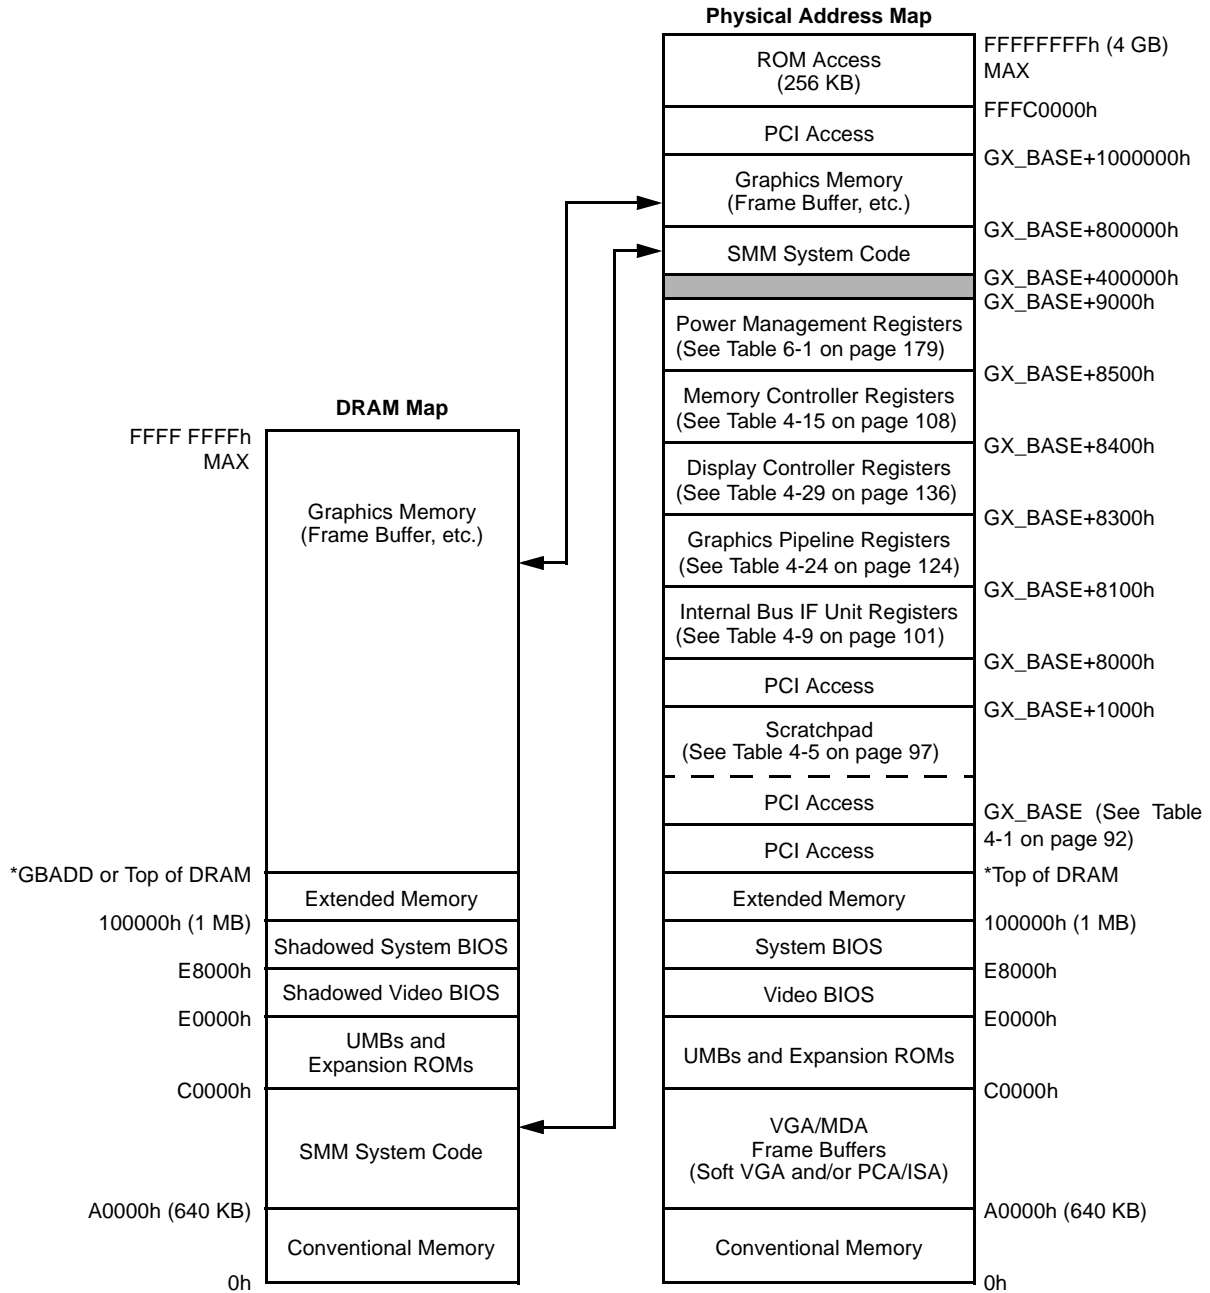 Physical Address Map
FFFFFFFFh (4 GB)
MAX
ROM Access
(256 KB)
FFFC0000h
PCI Access
GX_BASE+1000000h
Graphics Memory
(Frame Buffer, etc.)
GX_BASE+800000h
SMM System Code
GX_BASE+400000h
GX_BASE+9000h
Power Management Registers
(See Table 6-1 on page 179)
GX_BASE+8500h
Memory Controller Registers
(See Table 4-15 on page 108)
GX_BASE+8400h
Display Controller Registers
(See Table 4-29 on page 136)
GX_BASE+8300h
Graphics Pipeline Registers
(See Table 4-24 on page 124)
GX_BASE+8100h
Internal Bus IF Unit Registers
(See Table 4-9 on page 101)
GX_BASE+8000h
PCI Access
GX_BASE+1000h
Scratchpad
(See Table 4-5 on page 97)
PCI Access
GX_BASE (See Table
4-1 on page 92)
PCI Access
*Top of DRAM
Extended Memory
100000h (1 MB)
System BIOS
E8000h
Video BIOS
E0000h
UMBs and Expansion ROMs
C0000h
VGA/MDA
Frame Buffers
(Soft VGA and/or PCA/ISA)
A0000h (640 KB)
Conventional Memory
0h
DRAM Map
FFFF FFFFh
MAX
Graphics Memory
(Frame Buffer, etc.)
*GBADD or Top of DRAM
Extended Memory
100000h (1 MB)
Shadowed System BIOS
E8000h
Shadowed Video BIOS
E0000h
UMBs and
Expansion ROMs
C0000h
SMM System Code
A0000h (640 KB)
Conventional Memory
0h